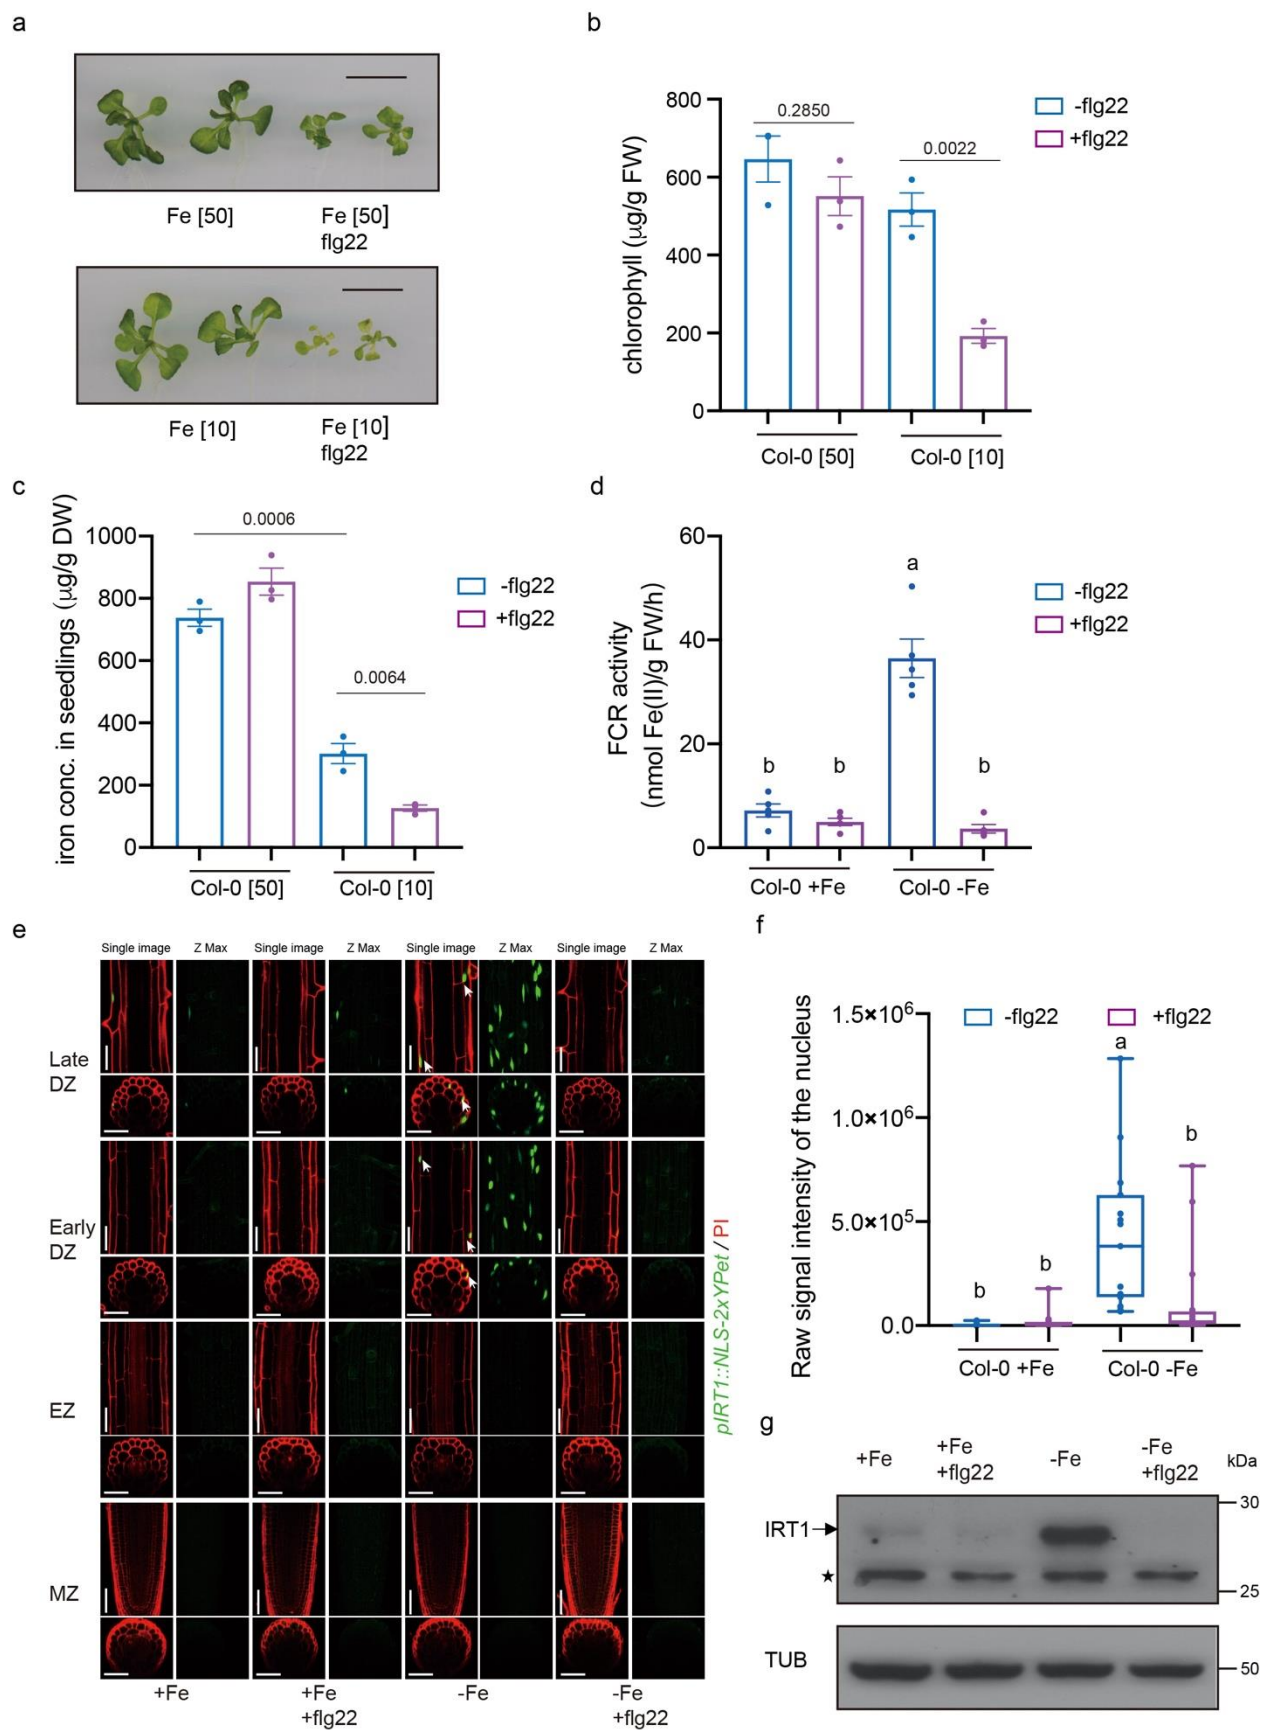 a
Fe [50]
Fe [50]
flg22
Fe [10]
Fe [10]
flg22
b
chlorophyll (μg/g FW)
800
600
400
200
0
0.2850
0.0022
-flg22
+flg22
Col-0 [50]
Col-0 [10]
c
iron conc. in seedlings (μg/g DW)
1000
800
600
400
200
0
0.0006
0.0064
-flg22
+flg22
Col-0 [50]
Col-0 [10]
d
FCR activity
(nmol Fe(II)/g FW/h)
60
40
20
0
b
b
a
b
-flg22
+flg22
Col-0 +Fe
Col-0 -Fe
e
Single image
Z Max
Single image
Z Max
Single image
Z Max
Single image
Z Max
Late
DZ
Early
DZ
EZ
MZ
+Fe
+Fe
+flg22
-Fe
-Fe
+flg22
pIRT1::NLS-2xYPet / PI
f
Raw signal intensity of the nucleus
1.5×10⁶
1.0×10⁶
5.0×10⁵
0.0
-flg22
+flg22
b
b
a
b
Col-0 +Fe
Col-0 -Fe
g
+Fe
+Fe
+flg22
-Fe
-Fe
+flg22
kDa
IRT1
★
30
25
TUB
50